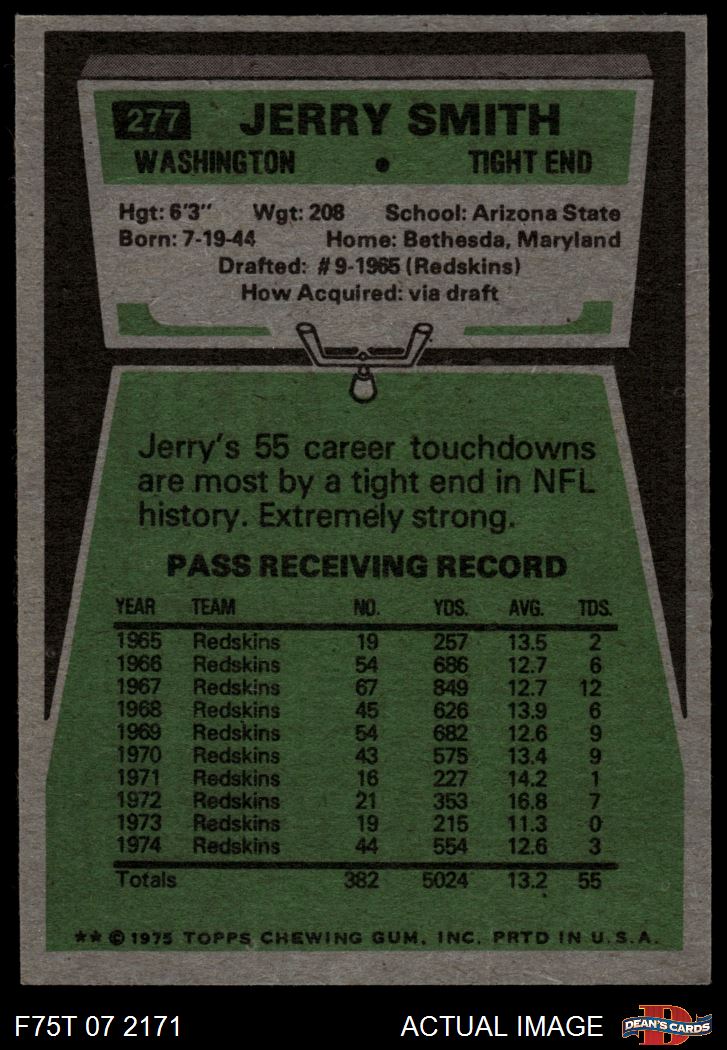 277 JERRY SMITH
WASHINGTON • TIGHT END
Hgt: 6'3" Wgt: 208 School: Arizona State
Born: 7-19-44 Home: Bethesda, Maryland
Drafted: #9-1965 (Redskins)
How Acquired: via draft
Jerry's 55 career touchdowns
are most by a tight end in NFL
history. Extremely strong.
PASS RECEIVING RECORD
YEAR TEAM NO. YDS. AVG. TDS.
1965 Redskins 19 257 13.5 2
1966 Redskins 54 686 12.7 6
1967 Redskins 67 849 12.7 12
1968 Redskins 45 626 13.9 6
1969 Redskins 54 682 12.6 9
1970 Redskins 43 575 13.4 9
1971 Redskins 16 227 14.2 1
1972 Redskins 21 353 16.8 7
1973 Redskins 19 215 11.3 0
1974 Redskins 44 554 12.6 3
Totals 382 5024 13.2 55
** © 1975 TOPPS CHEWING GUM, INC. PRTD IN U.S.A.
F75T 07 2171 ACTUAL IMAGE D DEAN'S CARDS